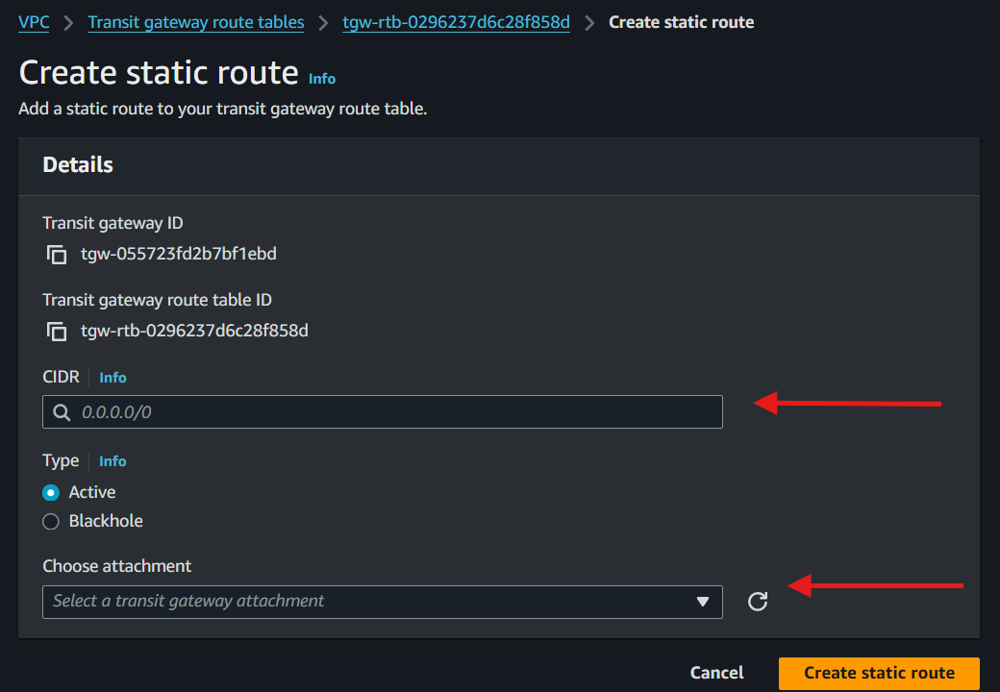 VPC > Transit gateway route tables > tgw-rtb-0296237d6c28f858d > Create static route
Create static route Info
Add a static route to your transit gateway route table.
Details
Transit gateway ID
tgw-055723fd2b7bf1ebd
Transit gateway route table ID
tgw-rtb-0296237d6c28f858d
CIDR | Info
0.0.0.0/0
Type | Info
Active
Blackhole
Choose attachment
Select a transit gateway attachment
Cancel Create static route